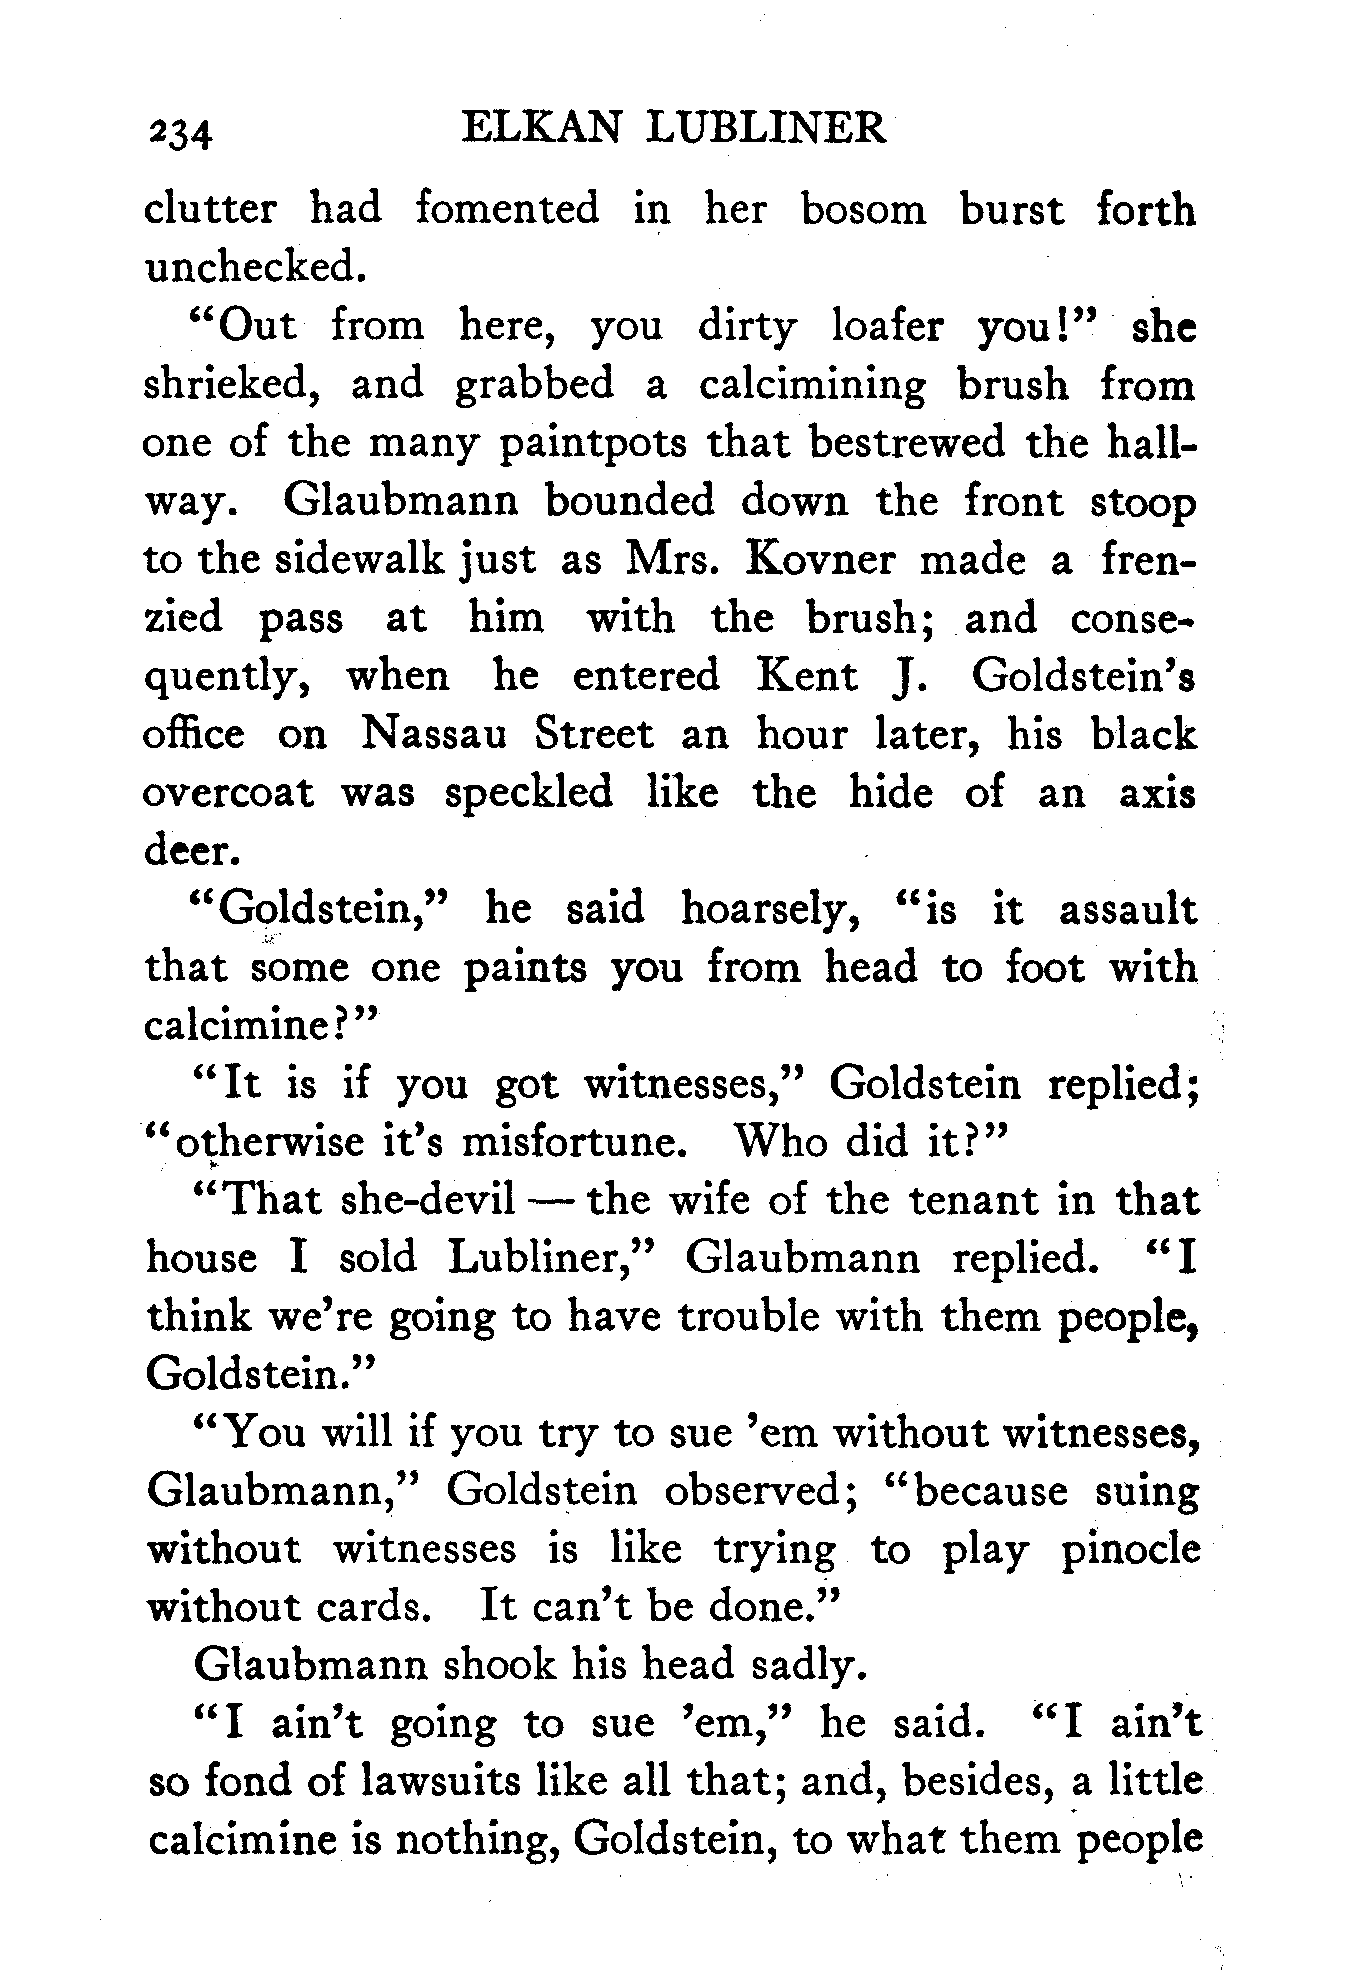 234 ELKAN LUBLINER
clutter had fomented in her bosom burst forth
unchecked.
“Out from here, you dirty loafer you!” she
shrieked, and grabbed a calcimining brush from
one of the many paintpots that bestrewed the hall-
way. Glaubmann bounded down the front stoop
to the sidewalk just as Mrs. Kovner made a fren-
zied pass at him with the brush; and conse-
quently, when he entered Kent J. Goldstein’s
office on Nassau Street an hour later, his black
overcoat was speckled like the hide of an axis
deer.
“Goldstein,” he said hoarsely, “is it assault
that some one paints you from head to foot with
calcimine?”
“It is if you got witnesses,” Goldstein replied;
“otherwise it’s misfortune. Who did it?”
“That she-devil — the wife of the tenant in that
house I sold Lubliner,” Glaubmann replied. “I
think we’re going to have trouble with them people,
Goldstein.”
“You will if you try to sue ’em without witnesses,
Glaubmann,” Goldstein observed; “because suing
without witnesses is like trying to play pinocle
without cards. It can’t be done.”
Glaubmann shook his head sadly.
“I ain’t going to sue ’em,” he said. “I ain’t
so fond of lawsuits like all that; and, besides, a little
calcimine is nothing, Goldstein, to what them people